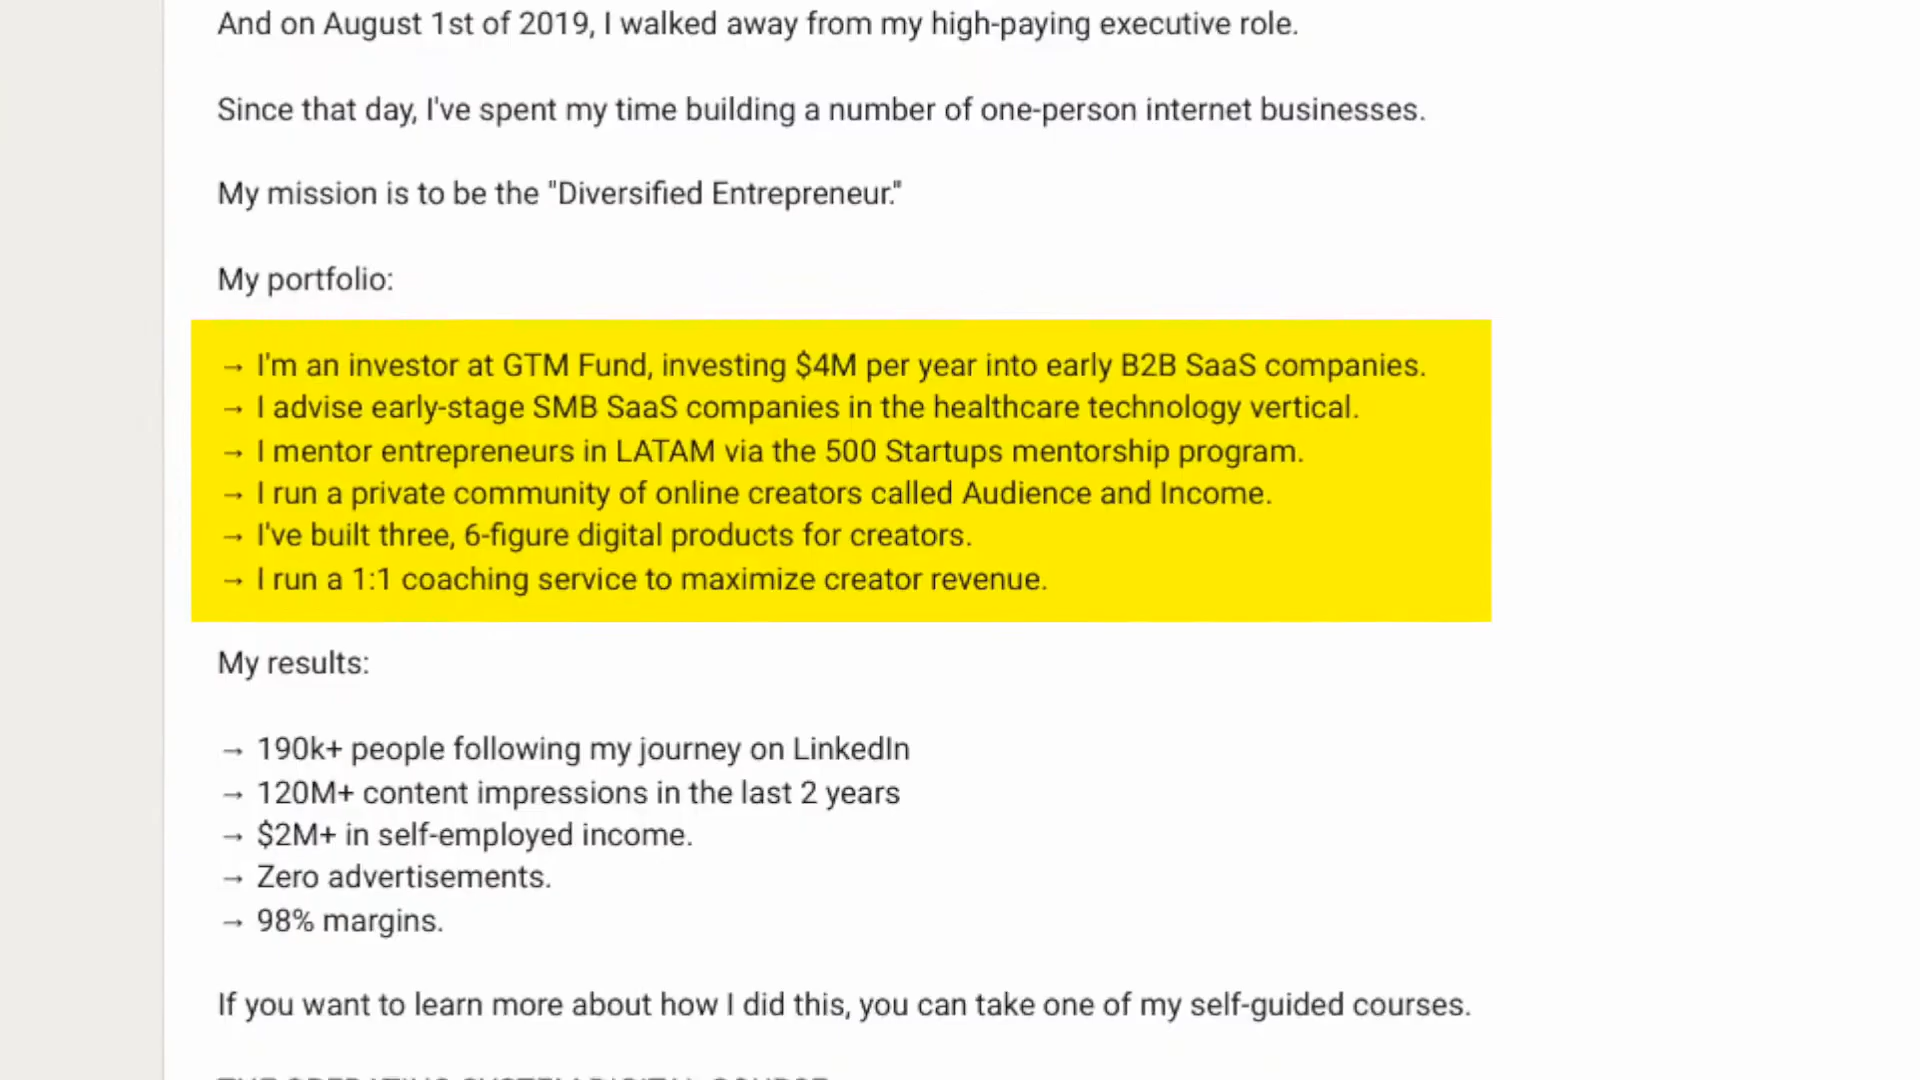 And on August 1st of 2019, I walked away from my high-paying executive role.
Since that day, I've spent my time building a number of one-person internet businesses.
My mission is to be the "Diversified Entrepreneur."
My portfolio:
→ I'm an investor at GTM Fund, investing $4M per year into early B2B SaaS companies.
→ I advise early-stage SMB SaaS companies in the healthcare technology vertical.
→ I mentor entrepreneurs in LATAM via the 500 Startups mentorship program.
→ I run a private community of online creators called Audience and Income.
→ I've built three, 6-figure digital products for creators.
→ I run a 1:1 coaching service to maximize creator revenue.
My results:
→ 190k+ people following my journey on LinkedIn
→ 120M+ content impressions in the last 2 years
→ $2M+ in self-employed income.
→ Zero advertisements.
→ 98% margins.
If you want to learn more about how I did this, you can take one of my self-guided courses.